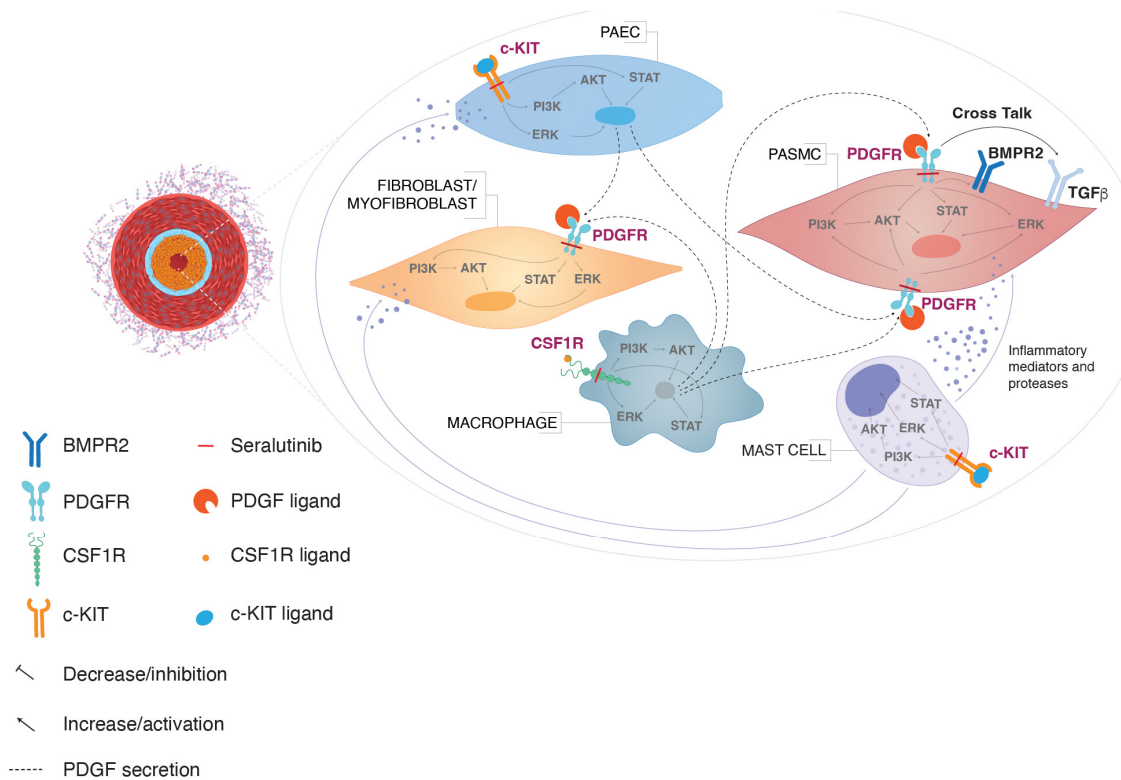 PAEC
c-KIT
AKT
STAT
PI3K
ERK
Cross Talk
PASMC
PDGFR
BMPR2
TGFβ
PI3K
AKT
STAT
ERK
PDGFR
FIBROBLAST/
MYOFIBROBLAST
PDGFR
PI3K
AKT
STAT
ERK
CSF1R
PI3K
AKT
ERK
STAT
MACROPHAGE
Inflammatory
mediators and
proteases
STAT
AKT
ERK
PI3K
MAST CELL
c-KIT
BMPR2
Seralutinib
PDGFR
PDGF ligand
CSF1R
CSF1R ligand
c-KIT
c-KIT ligand
Decrease/inhibition
Increase/activation
PDGF secretion